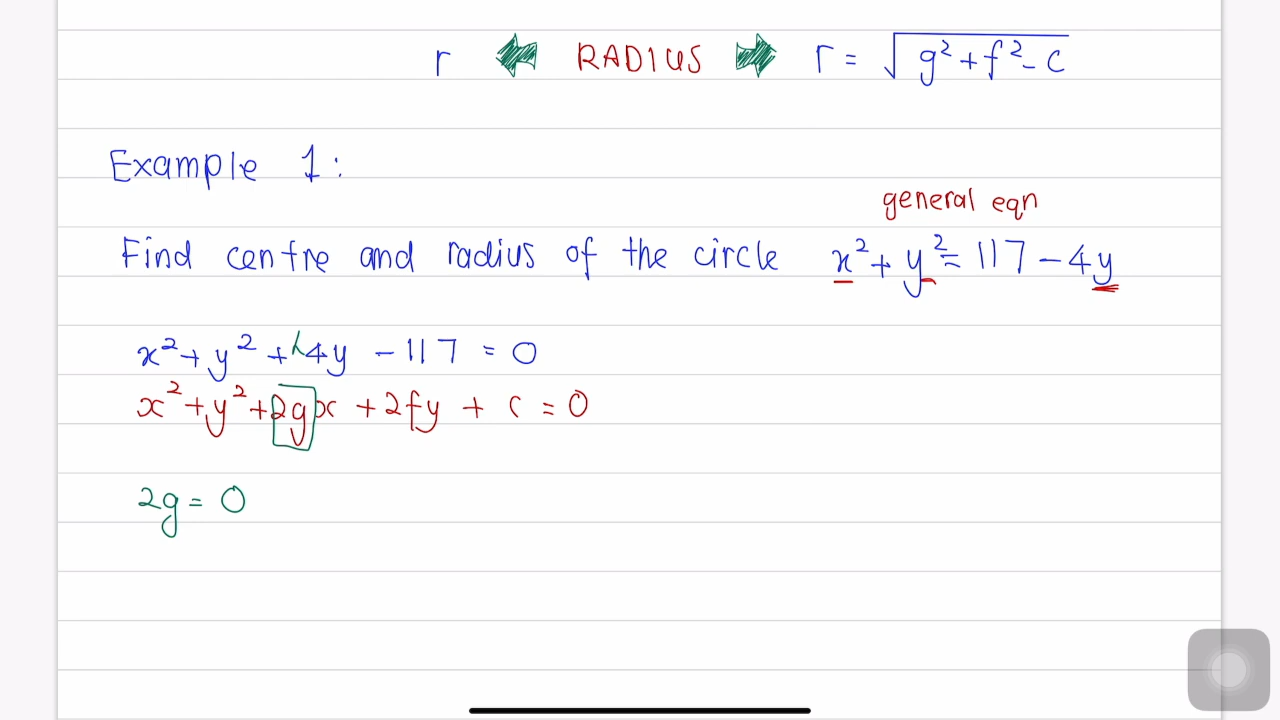 r RADIUS r = √g²+f²-c
Example 1:
general eqn
Find centre and radius of the circle x²+y²=117-4y
x²+y²+4y-117=0
x²+y²+2gx+2fy+c=0
2g=0